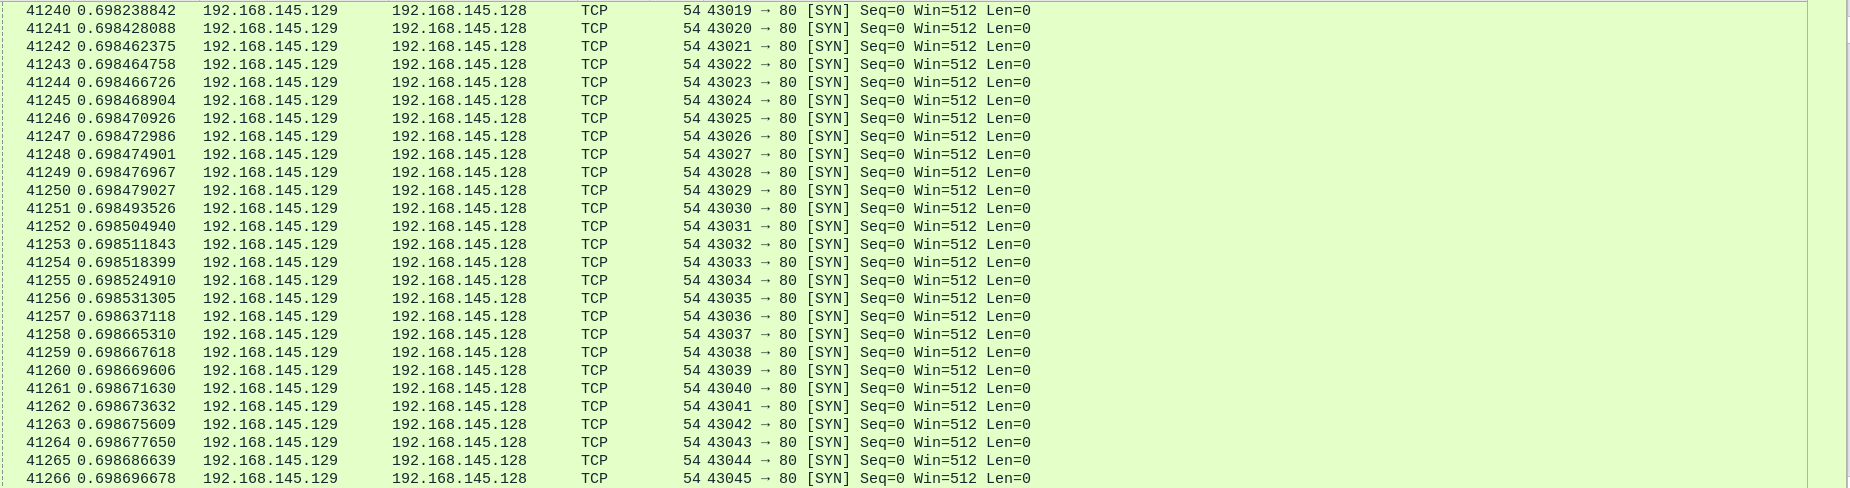 41240 0.698238842 192.168.145.129 192.168.145.128 TCP 54 43019 → 80 [SYN] Seq=0 Win=512 Len=0
41241 0.698428088 192.168.145.129 192.168.145.128 TCP 54 43020 → 80 [SYN] Seq=0 Win=512 Len=0
41242 0.698462375 192.168.145.129 192.168.145.128 TCP 54 43021 → 80 [SYN] Seq=0 Win=512 Len=0
41243 0.698464758 192.168.145.129 192.168.145.128 TCP 54 43022 → 80 [SYN] Seq=0 Win=512 Len=0
41244 0.698466726 192.168.145.129 192.168.145.128 TCP 54 43023 → 80 [SYN] Seq=0 Win=512 Len=0
41245 0.698468904 192.168.145.129 192.168.145.128 TCP 54 43024 → 80 [SYN] Seq=0 Win=512 Len=0
41246 0.698470926 192.168.145.129 192.168.145.128 TCP 54 43025 → 80 [SYN] Seq=0 Win=512 Len=0
41247 0.698472986 192.168.145.129 192.168.145.128 TCP 54 43026 → 80 [SYN] Seq=0 Win=512 Len=0
41248 0.698474901 192.168.145.129 192.168.145.128 TCP 54 43027 → 80 [SYN] Seq=0 Win=512 Len=0
41249 0.698476967 192.168.145.129 192.168.145.128 TCP 54 43028 → 80 [SYN] Seq=0 Win=512 Len=0
41250 0.698479027 192.168.145.129 192.168.145.128 TCP 54 43029 → 80 [SYN] Seq=0 Win=512 Len=0
41251 0.698493526 192.168.145.129 192.168.145.128 TCP 54 43030 → 80 [SYN] Seq=0 Win=512 Len=0
41252 0.698504940 192.168.145.129 192.168.145.128 TCP 54 43031 → 80 [SYN] Seq=0 Win=512 Len=0
41253 0.698511843 192.168.145.129 192.168.145.128 TCP 54 43032 → 80 [SYN] Seq=0 Win=512 Len=0
41254 0.698518399 192.168.145.129 192.168.145.128 TCP 54 43033 → 80 [SYN] Seq=0 Win=512 Len=0
41255 0.698524910 192.168.145.129 192.168.145.128 TCP 54 43034 → 80 [SYN] Seq=0 Win=512 Len=0
41256 0.698531305 192.168.145.129 192.168.145.128 TCP 54 43035 → 80 [SYN] Seq=0 Win=512 Len=0
41257 0.698637118 192.168.145.129 192.168.145.128 TCP 54 43036 → 80 [SYN] Seq=0 Win=512 Len=0
41258 0.698665310 192.168.145.129 192.168.145.128 TCP 54 43037 → 80 [SYN] Seq=0 Win=512 Len=0
41259 0.698667618 192.168.145.129 192.168.145.128 TCP 54 43038 → 80 [SYN] Seq=0 Win=512 Len=0
41260 0.698669606 192.168.145.129 192.168.145.128 TCP 54 43039 → 80 [SYN] Seq=0 Win=512 Len=0
41261 0.698671630 192.168.145.129 192.168.145.128 TCP 54 43040 → 80 [SYN] Seq=0 Win=512 Len=0
41262 0.698673632 192.168.145.129 192.168.145.128 TCP 54 43041 → 80 [SYN] Seq=0 Win=512 Len=0
41263 0.698675609 192.168.145.129 192.168.145.128 TCP 54 43042 → 80 [SYN] Seq=0 Win=512 Len=0
41264 0.698677650 192.168.145.129 192.168.145.128 TCP 54 43043 → 80 [SYN] Seq=0 Win=512 Len=0
41265 0.698686639 192.168.145.129 192.168.145.128 TCP 54 43044 → 80 [SYN] Seq=0 Win=512 Len=0
41266 0.698696678 192.168.145.129 192.168.145.128 TCP 54 43045 → 80 [SYN] Seq=0 Win=512 Len=0